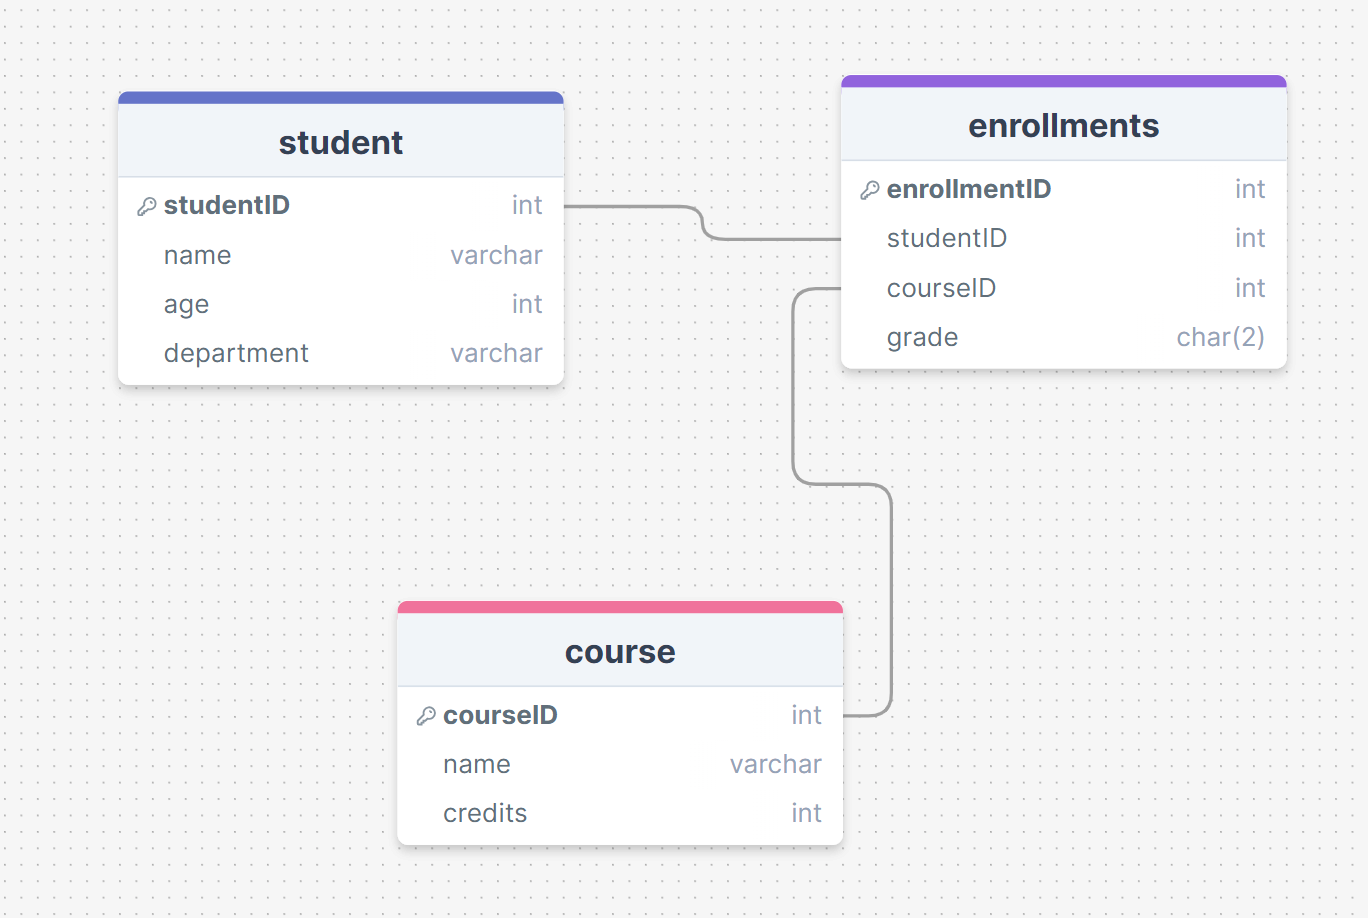 student
studentID int
name varchar
age int
department varchar
enrollments
enrollmentID int
studentID int
courseID int
grade char(2)
course
courseID int
name varchar
credits int